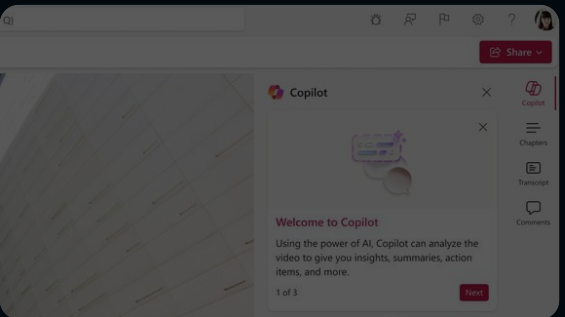 Q)
?
Share
Copilot
Copilot
Chapters
Welcome to Copilot
Transcript
Using the power of AI, Copilot can analyze the
video to give you insights, summaries, action
items, and more.
Comments
1 of 3
Next